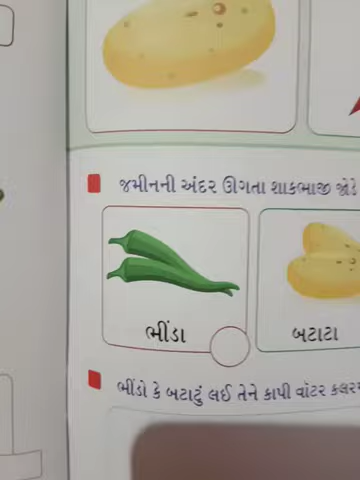 જમીનની અંદર ઊગતા શાકભાજી જોડે
ભીંડા
બટાટા
ભીંડો કે બટાટું લઈ તેને કાપી વૉટર કલર